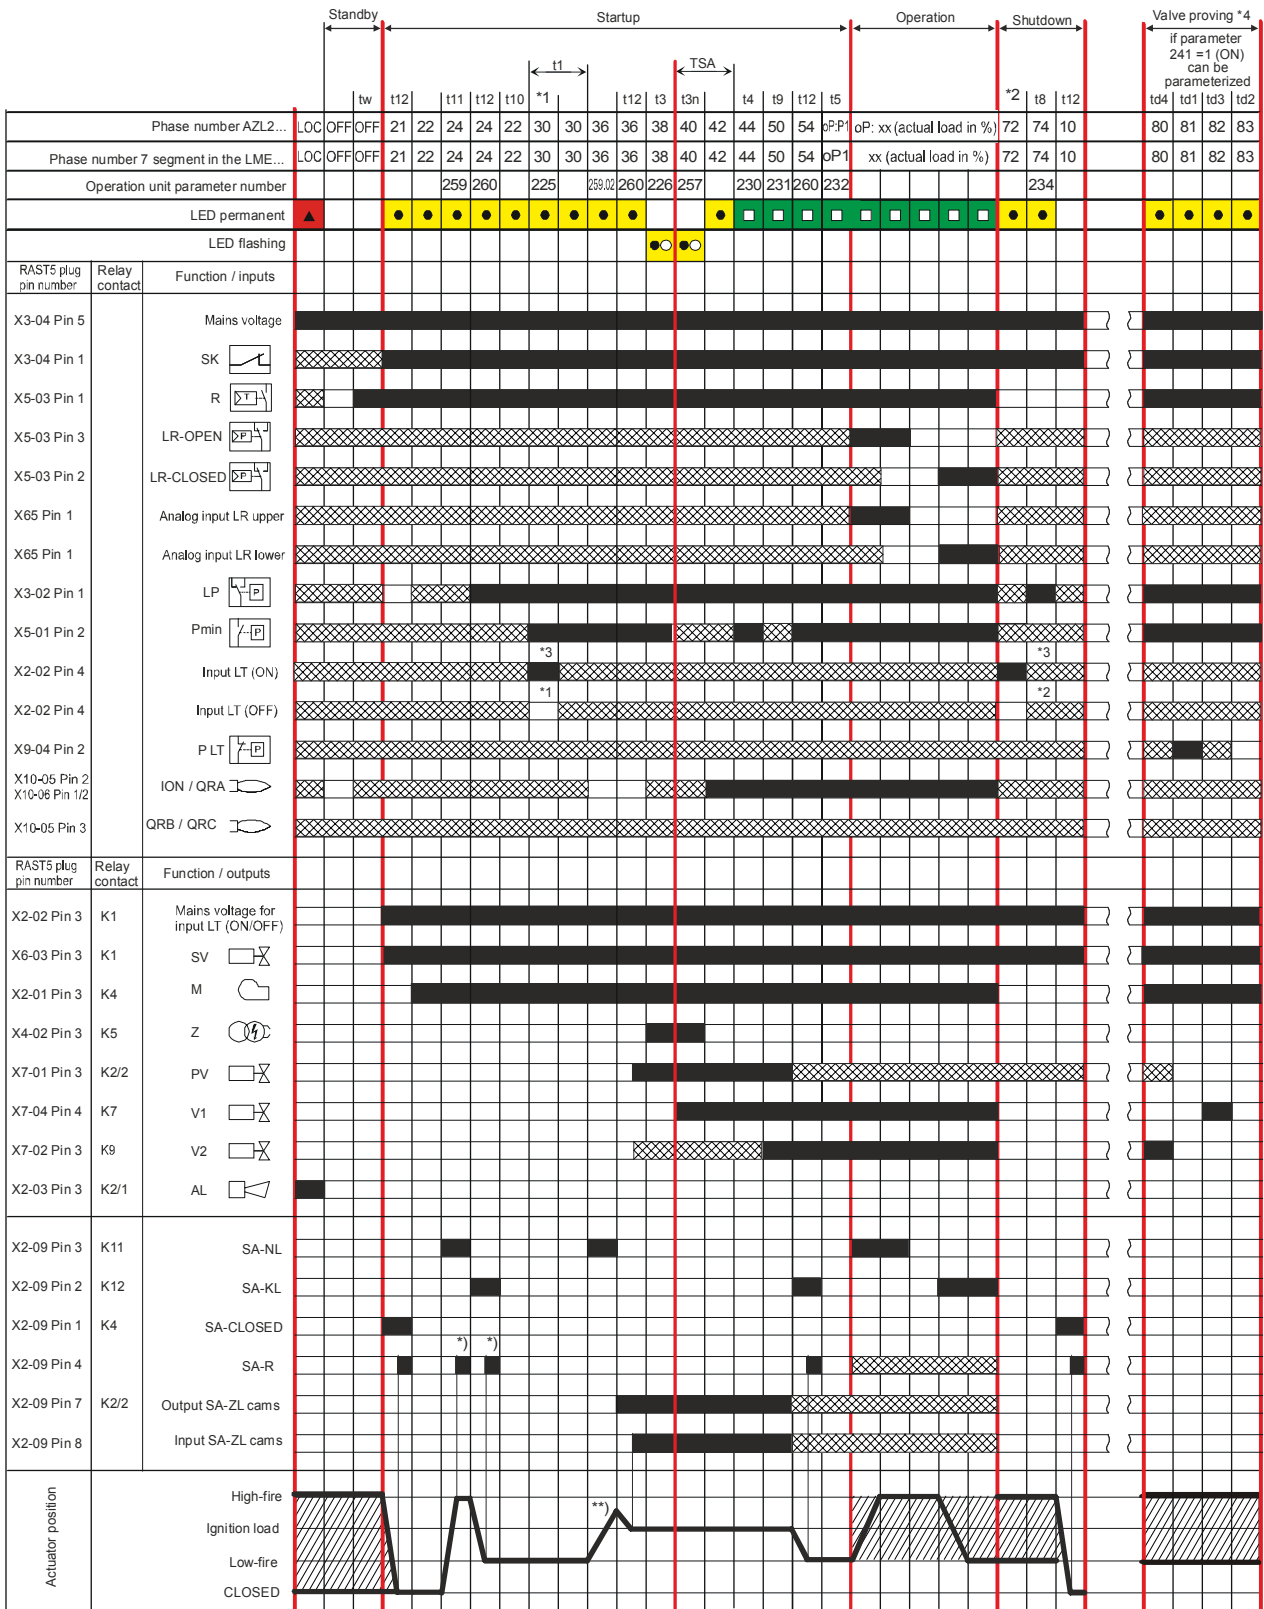 Standby Startup Operation Shutdown Valve proving *4
if parameter
241 =1 (ON)
can be
parameterized
t1 TSA
tw t12 t11 t12 t10 *1 t12 t3 t3n t4 t9 t12 t5 *2 t8 t12 td4 td1 td3 td2
Phase number AZL2... LOC OFF OFF 21 22 24 24 22 30 30 36 36 38 40 42 44 50 54 oP:P1 oP: xx (actual load in %) 72 74 10 80 81 82 83
Phase number 7 segment in the LME... LOC OFF OFF 21 22 24 24 22 30 30 36 36 38 40 42 44 50 54 oP1 xx (actual load in %) 72 74 10 80 81 82 83
Operation unit parameter number 259 260 225 259.02 260 226 257 230 231 260 232 234
LED permanent
LED flashing
RAST5 plug pin number Relay contact Function / inputs
X3-04 Pin 5 Mains voltage
X3-04 Pin 1 SK
X5-03 Pin 1 R T
X5-03 Pin 3 LR-OPEN P
X5-03 Pin 2 LR-CLOSED P
X65 Pin 1 Analog input LR upper
X65 Pin 1 Analog input LR lower
X3-02 Pin 1 LP P
X5-01 Pin 2 Pmin P
*3 *3
X2-02 Pin 4 Input LT (ON)
*1 *2
X2-02 Pin 4 Input LT (OFF)
X9-04 Pin 2 P LT P
X10-05 Pin 2
X10-06 Pin 1/2 ION / QRA
X10-05 Pin 3 QRB / QRC
RAST5 plug pin number Relay contact Function / outputs
X2-02 Pin 3 K1 Mains voltage for input LT (ON/OFF)
X6-03 Pin 3 K1 SV
X2-01 Pin 3 K4 M
X4-02 Pin 3 K5 Z
X7-01 Pin 3 K2/2 PV
X7-04 Pin 4 K7 V1
X7-02 Pin 3 K9 V2
X2-03 Pin 3 K2/1 AL
X2-09 Pin 3 K11 SA-NL
X2-09 Pin 2 K12 SA-KL
X2-09 Pin 1 K4 SA-CLOSED
*) *)
X2-09 Pin 4 SA-R
X2-09 Pin 7 K2/2 Output SA-ZL cams
X2-09 Pin 8 Input SA-ZL cams
Actuator position
High-fire
**)
Ignition load
Low-fire
CLOSED